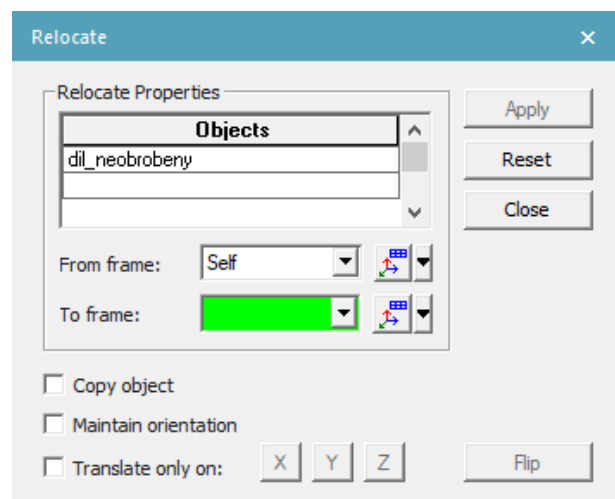 Relocate
Relocate Properties
Objects
dil_neobrobeny
From frame: Self
To frame:
Apply
Reset
Close
Copy object
Maintain orientation
Translate only on: X Y Z
Flip